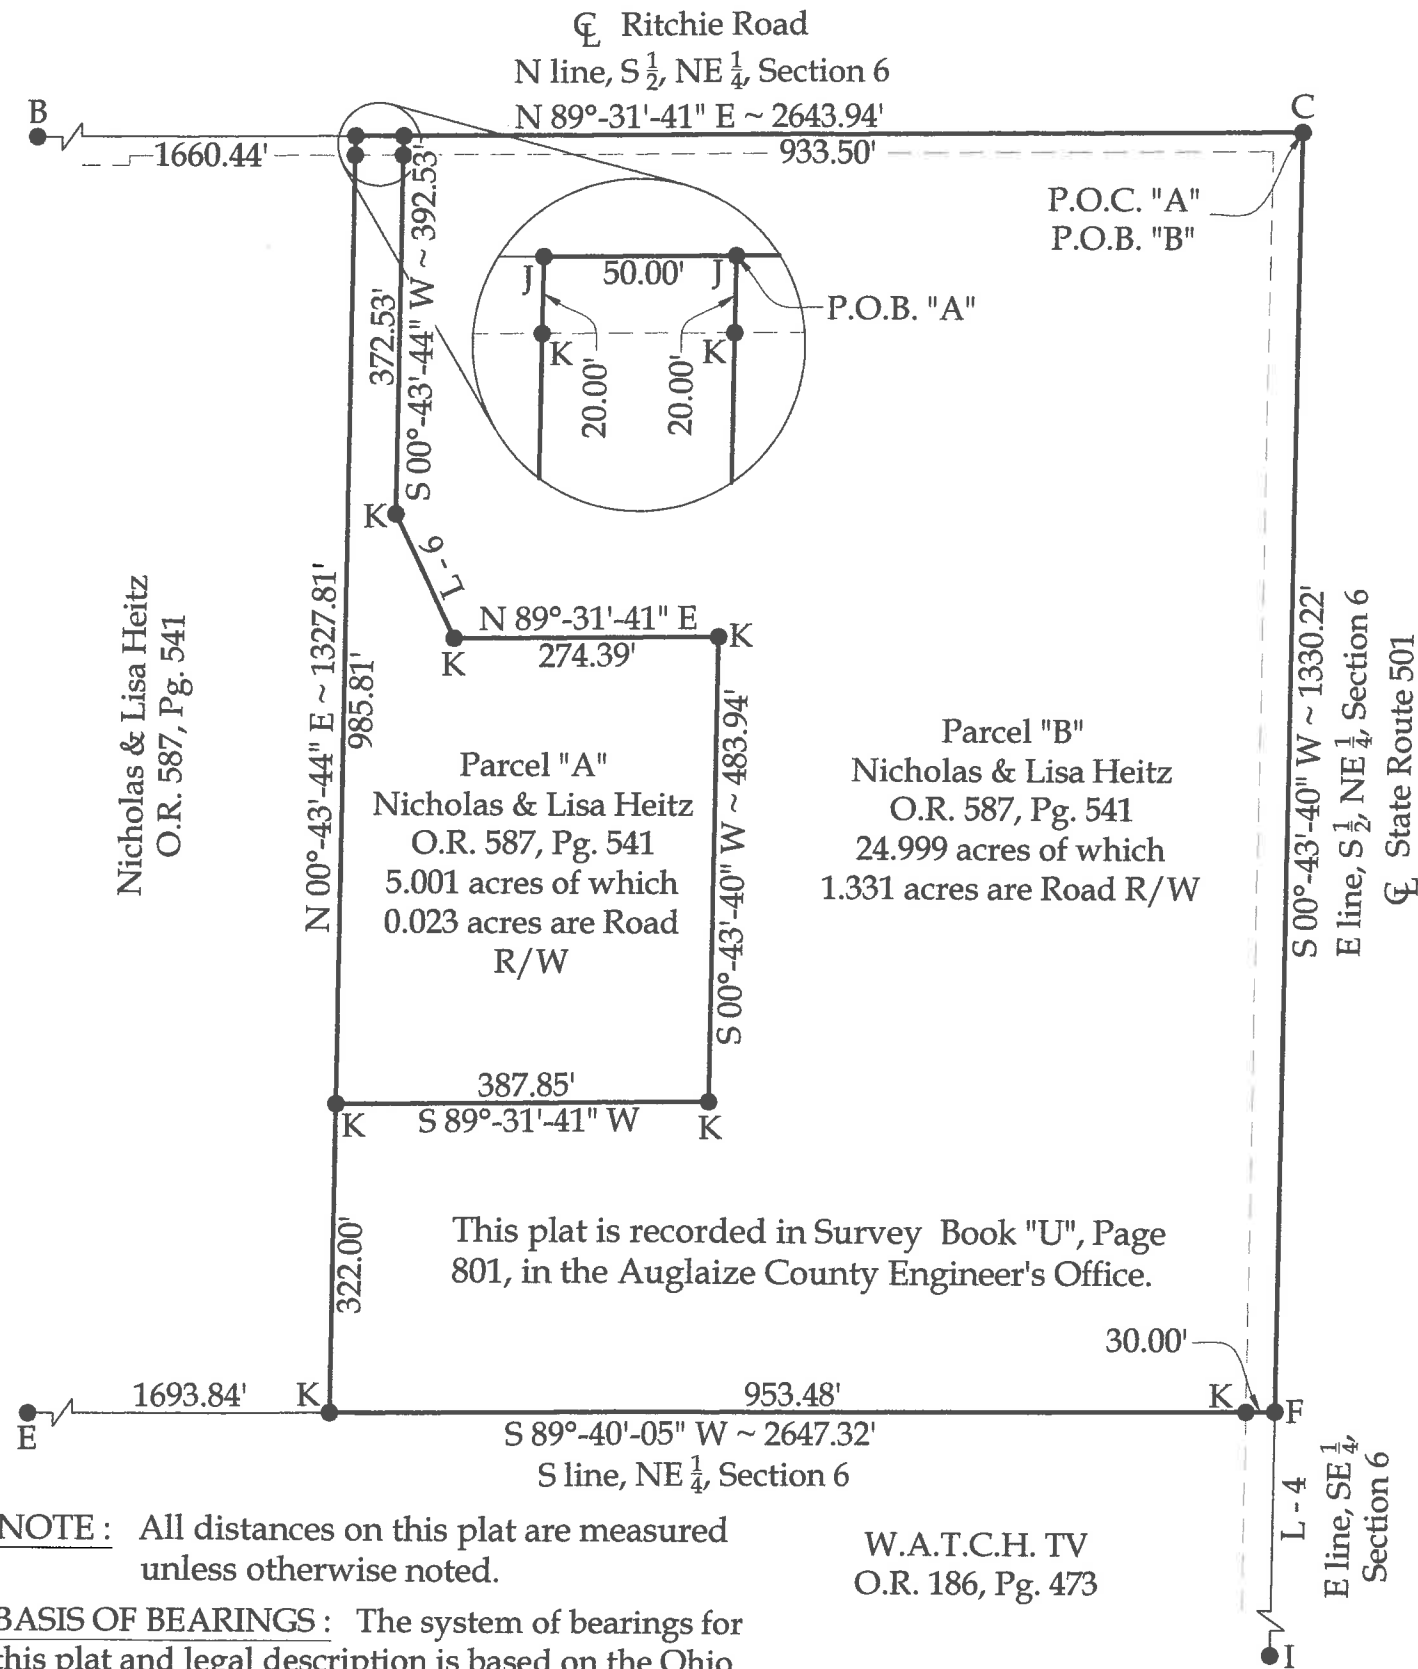 ℄ Ritchie Road
N line, S 1/2, NE 1/4, Section 6
B
N 89°-31'-41" E ~ 2643.94'
C
1660.44'
933.50'
P.O.C. "A"
P.O.B. "B"
372.53'
S 00°-43'-44" W ~ 392.53'
J
50.00'
J
P.O.B. "A"
K
K
20.00'
20.00'
K
L - 6
N 89°-31'-41" E
274.39'
K
K
Nicholas & Lisa Heitz
O.R. 587, Pg. 541
N 00°-43'-44" E ~ 1327.81'
985.81'
Parcel "A"
Nicholas & Lisa Heitz
O.R. 587, Pg. 541
5.001 acres of which
0.023 acres are Road
R/W
S 00°-43'-40" W ~ 483.94'
Parcel "B"
Nicholas & Lisa Heitz
O.R. 587, Pg. 541
24.999 acres of which
1.331 acres are Road R/W
S 00°-43'-40" W ~ 1330.22'
E line, S 1/2, NE 1/4, Section 6
℄ State Route 501
387.85'
S 89°-31'-41" W
K
K
322.00'
This plat is recorded in Survey Book "U", Page
801, in the Auglaize County Engineer's Office.
30.00'
1693.84'
K
953.48'
K
F
E
S 89°-40'-05" W ~ 2647.32'
S line, NE 1/4, Section 6
L - 4
E line, SE 1/4,
Section 6
NOTE : All distances on this plat are measured
unless otherwise noted.
W.A.T.C.H. TV
O.R. 186, Pg. 473
BASIS OF BEARINGS : The system of bearings for
this plat and legal description is based on the Ohio
I